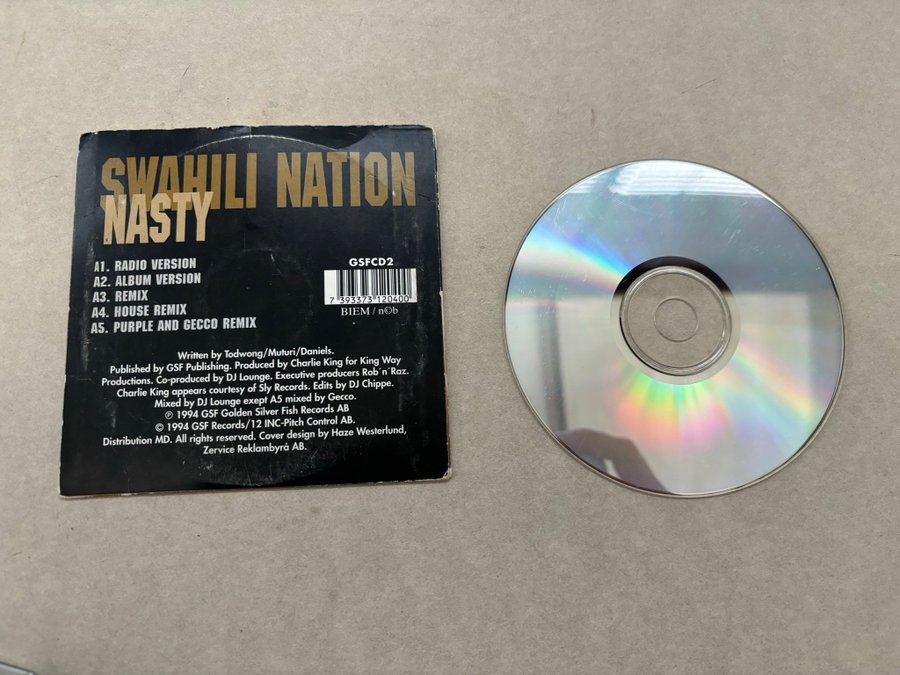 SWAHILI NATION
NASTY
A1. RADIO VERSION
A2. ALBUM VERSION
A3. REMIX
A4. HOUSE REMIX
A5. PURPLE AND GECCO REMIX
GSFCD2
7 393373 120400
BIEM / n©b
Written by Todwong/Muturi/Daniels.
Published by GSF Publishing. Produced by Charlie King for King Way
Productions. Co-produced by DJ Lounge. Executive producers Rob´n´Raz.
Charlie King appears courtesy of Sly Records. Edits by DJ Chippe.
Mixed by DJ Lounge exept A5 mixed by Gecco.
℗ 1994 GSF Golden Silver Fish Records AB
© 1994 GSF Records/12 INC-Pitch Control AB.
Distribution MD. All rights reserved. Cover design by Haze Westerlund,
Zervice Reklambyrå AB.